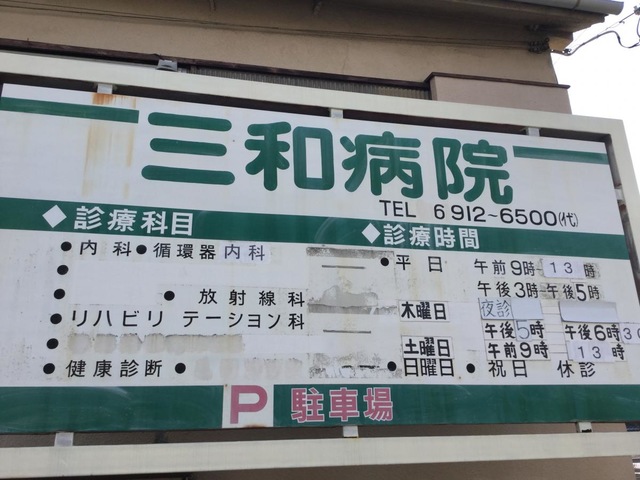 三和病院
TEL 6912~6500(代)
◆診療科目
◆診療時間
●内科●循環器内科
●平日 午前9時 13時
●
午後3時 午後5時
● ●放射線科
木曜日 夜診
●リハビリテーション科
午後5時 午後6時30
●
土曜日 午前9時 13時
●健康診断●
●日曜日●祝日 休診
P 駐車場